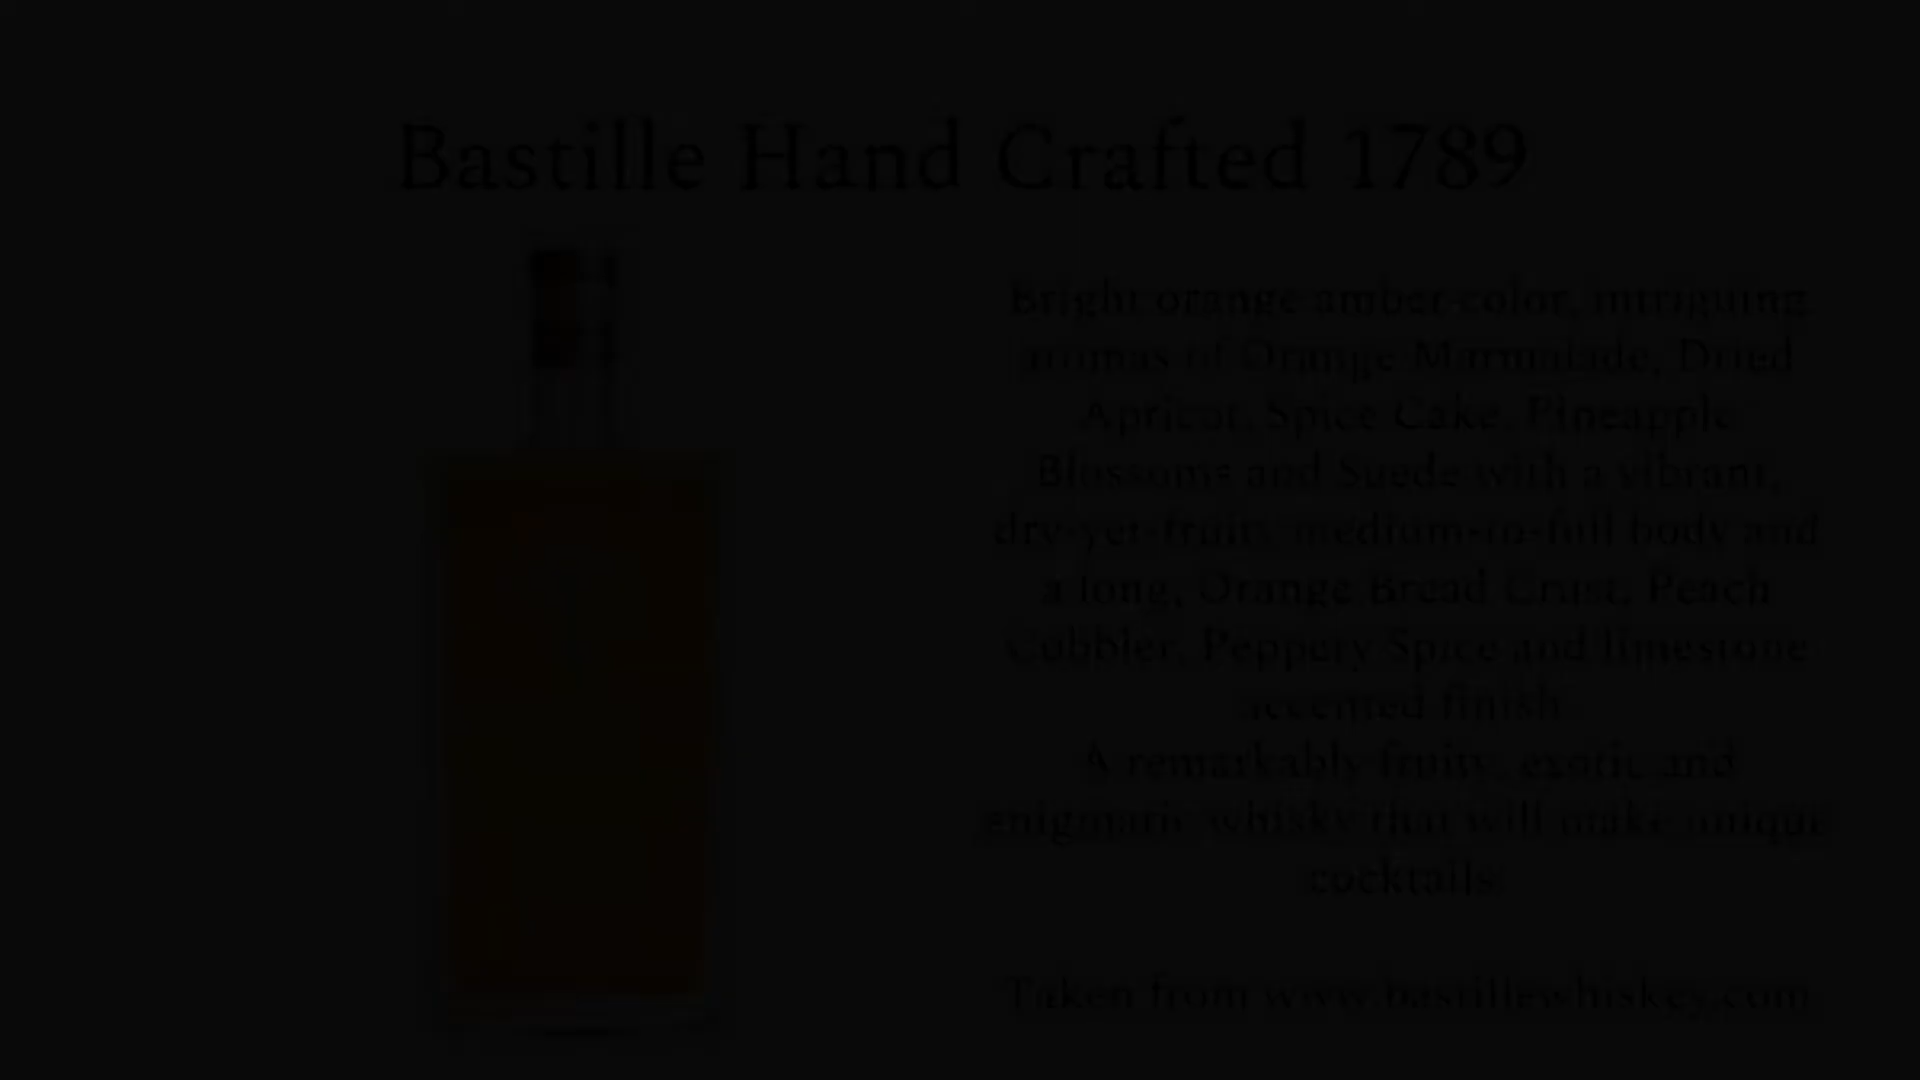 Bastille Hand Crafted 1789
Bright orange amber color, intriguing
aromas of Orange Marmalade, Dried
Apricot, Spice Cake, Pineapple
Blossoms and Suede with a vibrant,
dry-yet-fruity medium-to-full body and
a long, Orange Bread Crust, Peach
Cobbler, Peppery Spice and limestone
accented finish.
A remarkably fruity, exotic and
enigmatic whisky that will make unique
cocktails.
Taken from www.bastillewhiskey.com